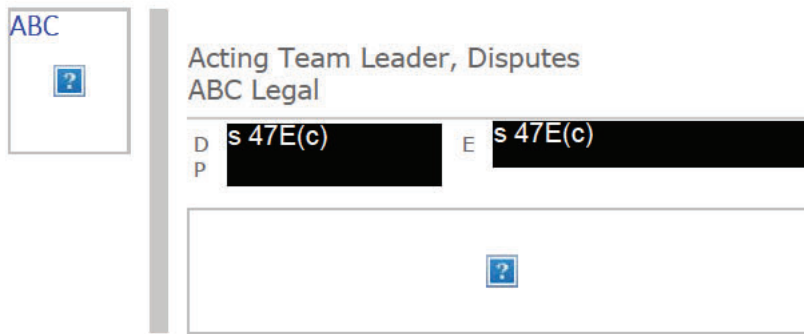 ABC
Acting Team Leader, Disputes
ABC Legal
D s 47E(c) E s 47E(c)
P